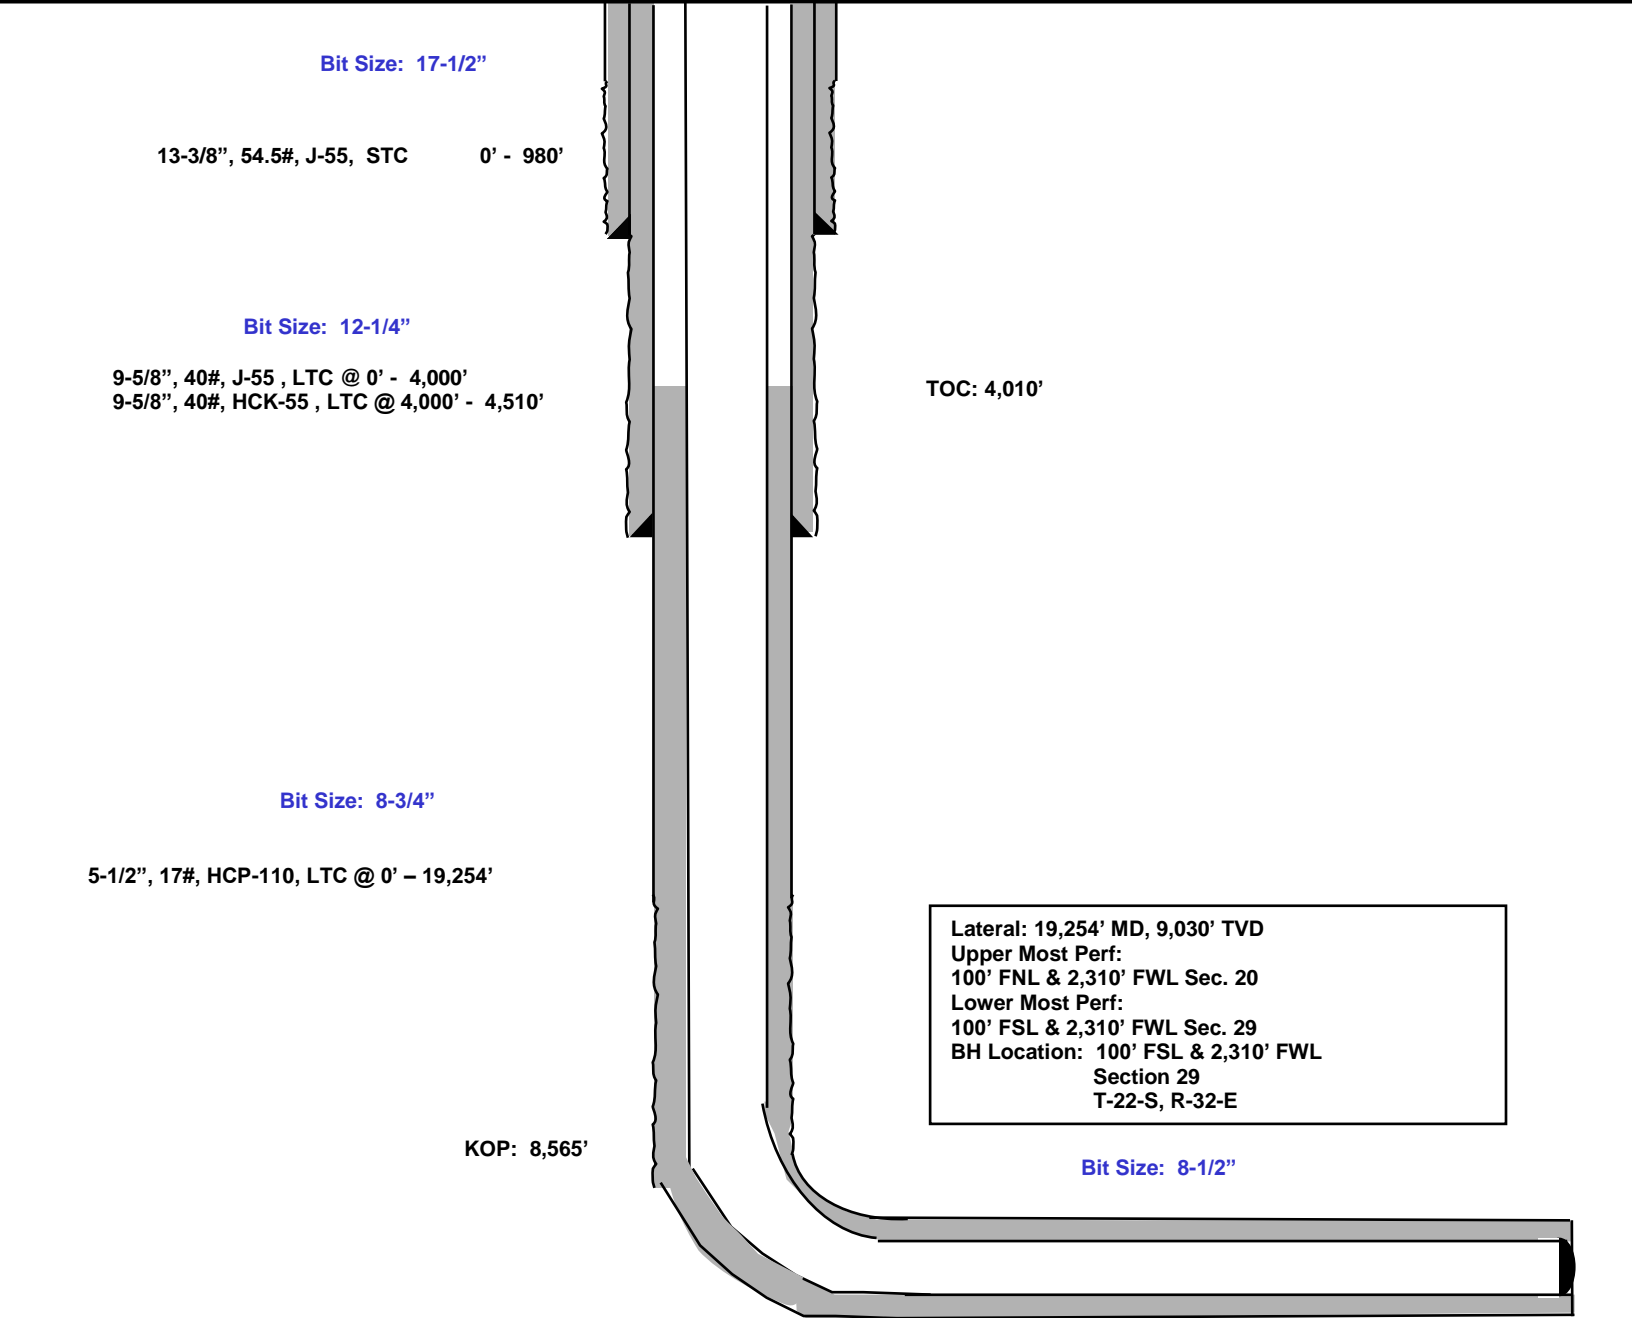 Bit Size: 17-1/2”
13-3/8”, 54.5#, J-55, STC 0’ - 980’
Bit Size: 12-1/4”
9-5/8”, 40#, J-55 , LTC @ 0’ - 4,000’
9-5/8”, 40#, HCK-55 , LTC @ 4,000’ - 4,510’
TOC: 4,010’
Bit Size: 8-3/4”
5-1/2”, 17#, HCP-110, LTC @ 0’ – 19,254’
Lateral: 19,254’ MD, 9,030’ TVD
Upper Most Perf:
100’ FNL & 2,310’ FWL Sec. 20
Lower Most Perf:
100’ FSL & 2,310’ FWL Sec. 29
BH Location: 100’ FSL & 2,310’ FWL
Section 29
T-22-S, R-32-E
KOP: 8,565’
Bit Size: 8-1/2”